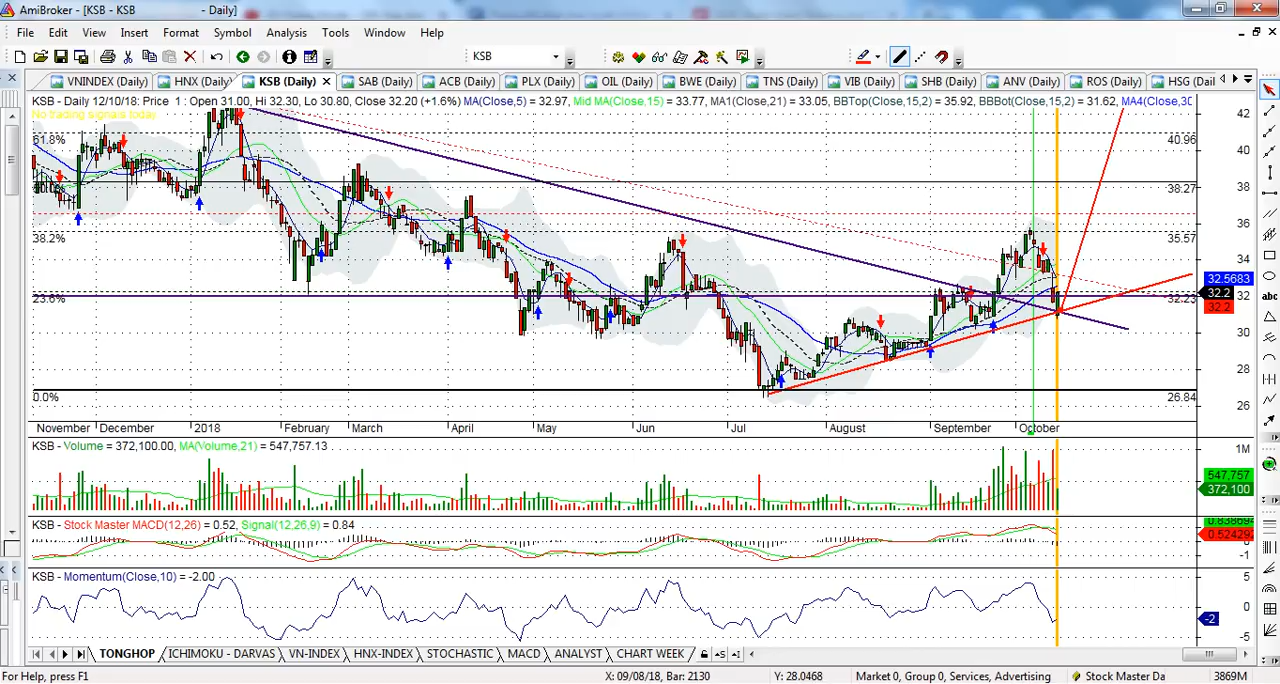 AmiBroker - [KSB - KSB - Daily]
File Edit View Insert Format Symbol Analysis Tools Window Help
KSB
VNINDEX (Daily) HNX (Daily) KSB (Daily) SAB (Daily) ACB (Daily) PLX (Daily) OIL (Daily) BWE (Daily) TNS (Daily) VIB (Daily) SHB (Daily) ANV (Daily) ROS (Daily) HSG (Dail
KSB - Daily 12/10/18: Price 1: Open 31.00, Hi 32.30, Lo 30.80, Close 32.20 (+1.6%) MA(Close,5) = 32.97, Mid MA(Close,15) = 33.77, MA1(Close,21) = 33.05, BBTop(Close,15,2) = 35.92, BBBot(Close,15,2) = 31.62, MA4(Close,30
No trading signals today
42
61.8% 40.96
40
38.27 38
36
38.2% 35.57
34
32.5683
32.2
23.6% 32.23 32
32.2
30
28
0.0% 26.84
26
November December 2018 February March April May Jun Jul August September October
KSB - Volume = 372,100.00, MA(Volume,21) = 547,757.13
1M
547,757
372,100
KSB - Stock Master MACD(12,26) = 0.52, Signal(12,26,9) = 0.84
0.838694
0.524292
-1
KSB - Momentum(Close,10) = -2.00
5
0
-2
-5
TONGHOP ICHIMOKU - DARVAS VN-INDEX HNX-INDEX STOCHASTIC MACD ANALYST CHART WEEK
For Help, press F1 X: 09/08/18, Bar: 2130 Y: 28.0468 Market 0, Group 0, Services, Advertising Stock Master Da 3869M
abc